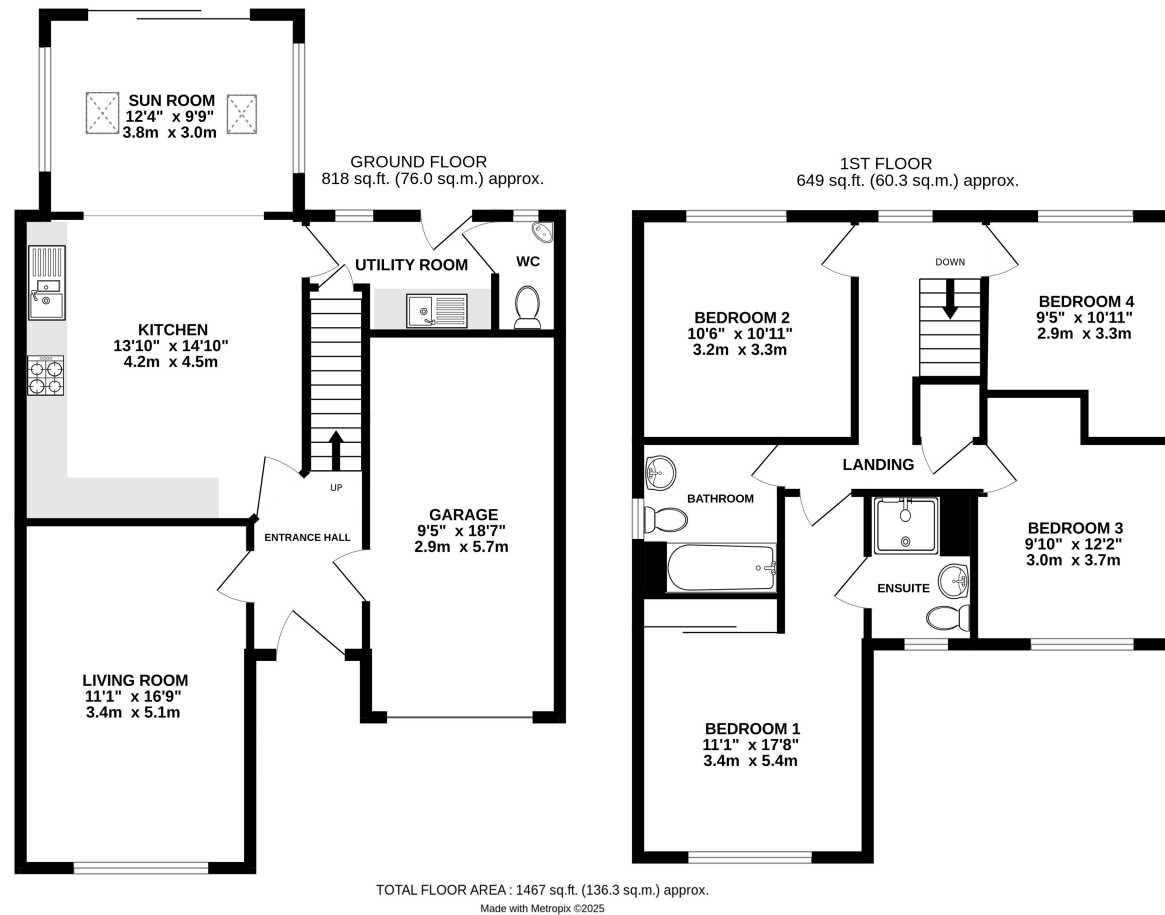 SUN ROOM
12'4" x 9'9"
3.8m x 3.0m
GROUND FLOOR
818 sq.ft. (76.0 sq.m.) approx.
UTILITY ROOM
WC
KITCHEN
13'10" x 14'10"
4.2m x 4.5m
UP
ENTRANCE HALL
GARAGE
9'5" x 18'7"
2.9m x 5.7m
LIVING ROOM
11'1" x 16'9"
3.4m x 5.1m
1ST FLOOR
649 sq.ft. (60.3 sq.m.) approx.
DOWN
BEDROOM 2
10'6" x 10'11"
3.2m x 3.3m
BEDROOM 4
9'5" x 10'11"
2.9m x 3.3m
LANDING
BATHROOM
BEDROOM 3
9'10" x 12'2"
3.0m x 3.7m
ENSUITE
BEDROOM 1
11'1" x 17'8"
3.4m x 5.4m
TOTAL FLOOR AREA : 1467 sq.ft. (136.3 sq.m.) approx.
Made with Metropix ©2025